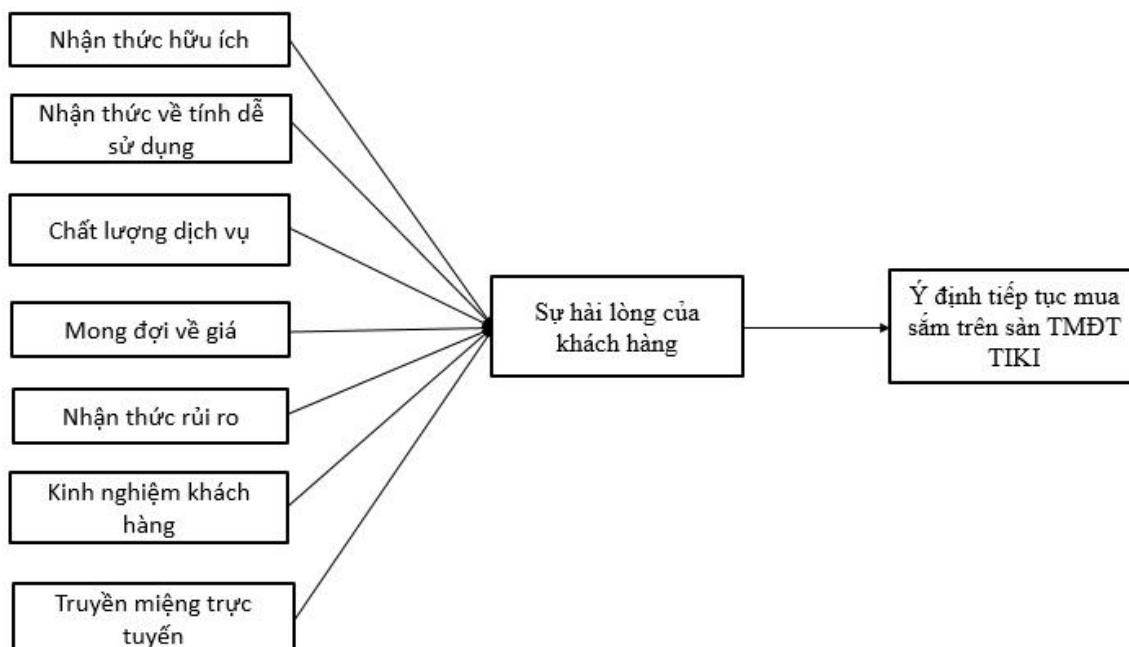 Nhận thức hữu ích
Nhận thức về tính dễ
sử dụng
Chất lượng dịch vụ
Mong đợi về giá
Nhận thức rủi ro
Kinh nghiệm khách
hàng
Truyền miệng trực
tuyến
Sự hài lòng của
khách hàng
Ý định tiếp tục mua
sắm trên sàn TMĐT
TIKI